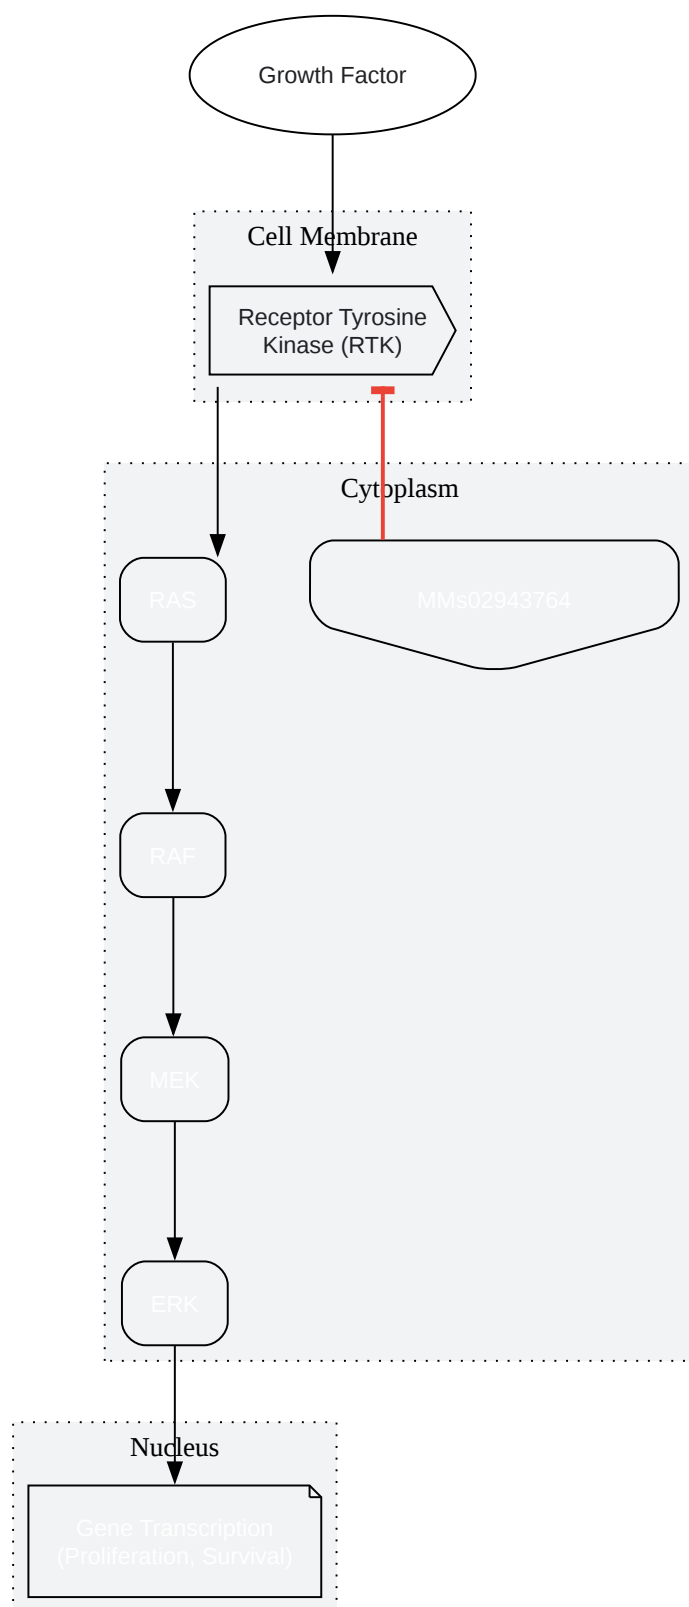 Growth Factor
Cell Membrane
Receptor Tyrosine
Kinase (RTK)
Cytoplasm
RAS
MMs02943764
RAF
MEK
ERK
Nucleus
Gene Transcription
(Proliferation, Survival)